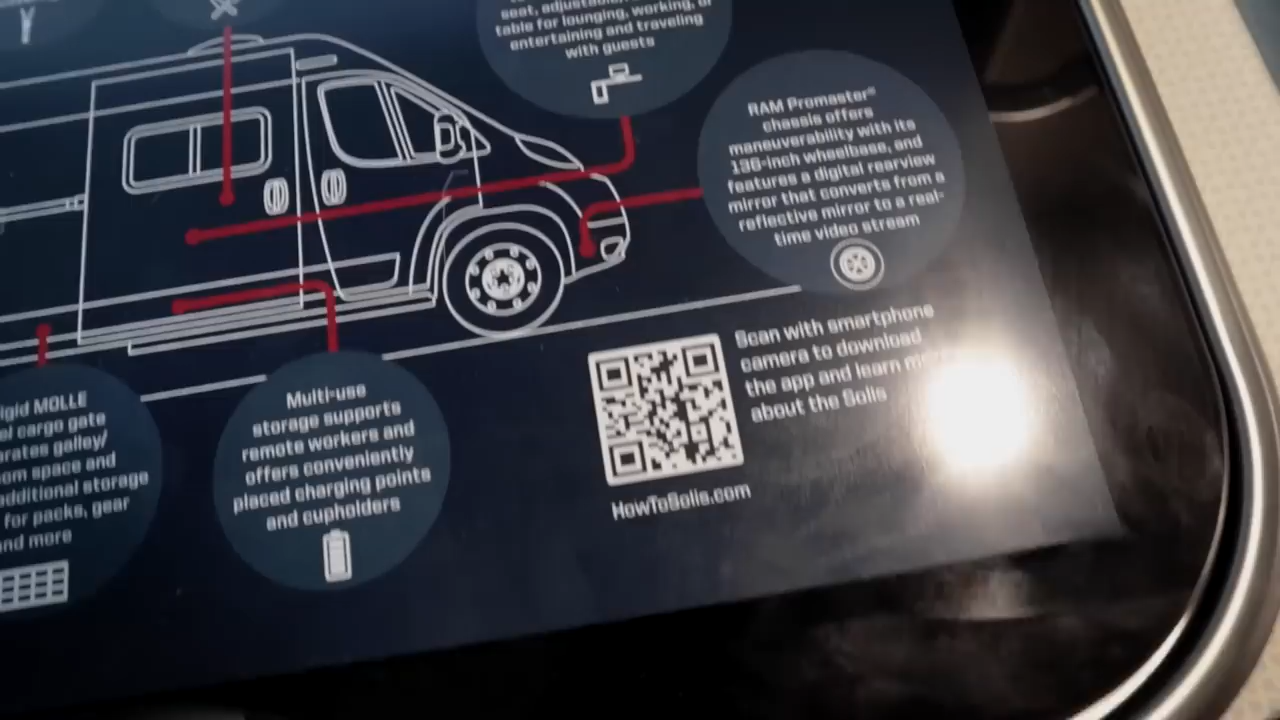 seat, adjustable
table for lounging, working, or
entertaining and traveling
with guests
RAM Promaster®
chassis offers
maneuverability with its
136-inch wheelbase, and
features a digital rearview
mirror that converts from a
reflective mirror to a real-
time video stream
Scan with smartphone
camera to download
the app and learn
about the Solis
HowToSolis.com
Multi-use
storage supports
remote workers and
offers conveniently
placed charging points
and cupholders
MOLLE
cargo gate
galley/
space and
additional storage
for packs, gear
and more